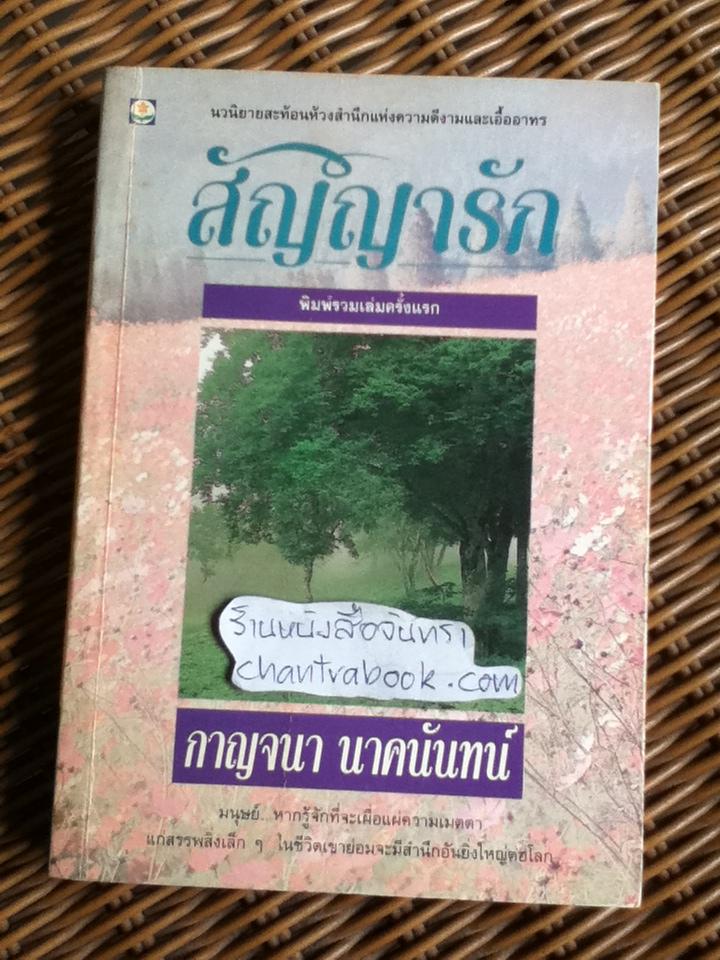 นวนิยายสะท้อนห้วงสำนึกแห่งความดีงามและเอื้ออาทร
สัญญารัก
พิมพ์รวมเล่มครั้งแรก
ร้านหนังสือจันทรา
chantrabook.com
กาญจนา นาคนันทน์
มนุษย์.. หากรู้จักที่จะเผื่อแผ่ความเมตตา
แก่สรรพสิ่งเล็ก ๆ ในชีวิตเขาย่อมจะมีสำนึกอันยิ่งใหญ่ต่อโลก